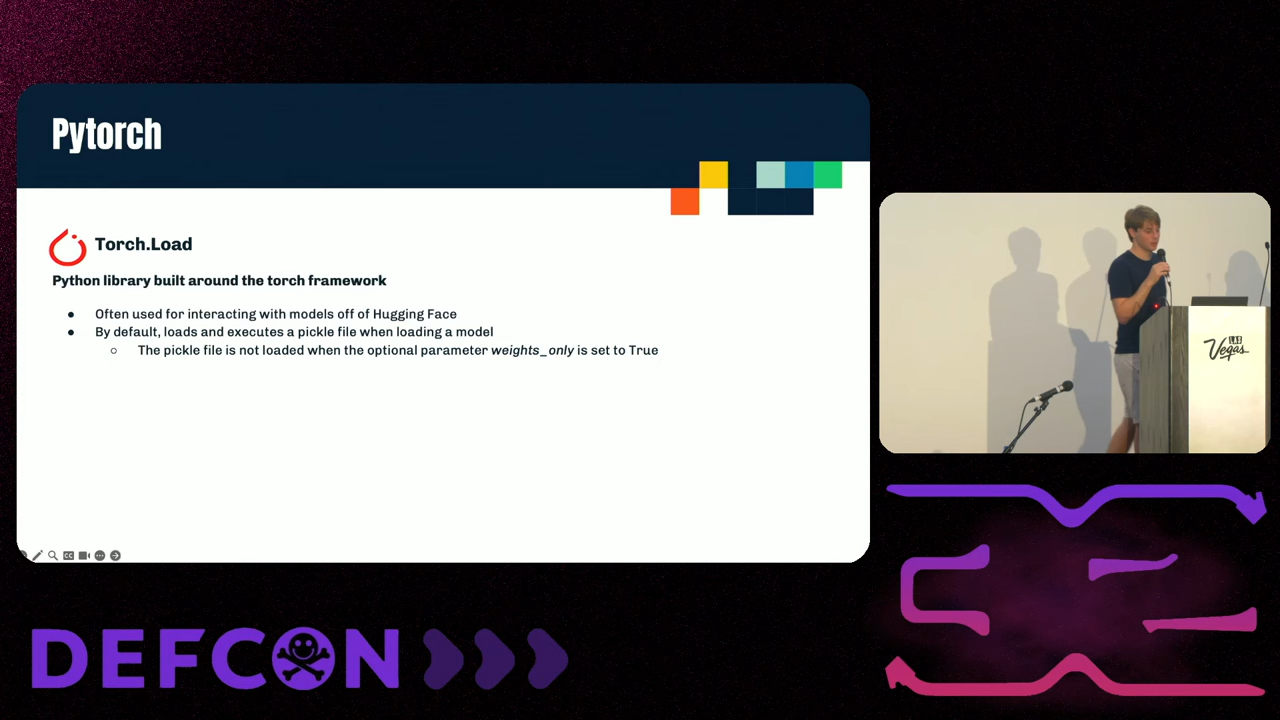 Pytorch
Torch.Load
Python library built around the torch framework
● Often used for interacting with models off of Hugging Face
● By default, loads and executes a pickle file when loading a model
○ The pickle file is not loaded when the optional parameter weights_only is set to True
LAS
Vegas
DEFCON